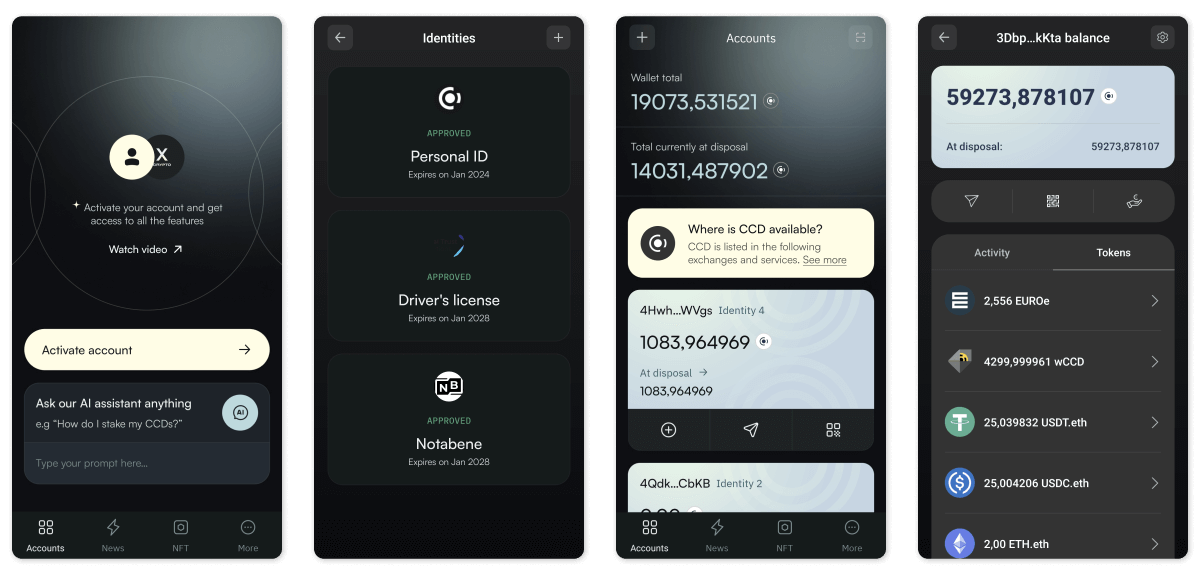 X
CRYPTO
Activate your account and get
access to all the features
Watch video
Activate account
Ask our AI assistant anything
e.g “How do I stake my CCDs?”
AI
Type your prompt here...
Accounts
News
NFT
More
Identities
APPROVED
Personal ID
Expires on Jan 2024
APPROVED
Driver's license
Expires on Jan 2028
NB
APPROVED
Notabene
Expires on Jan 2028
Accounts
Wallet total
19073,531521
Total currently at disposal
14031,487902
Where is CCD available?
CCD is listed in the following
exchanges and services. See more
4Hwh...WVgs Identity 4
1083,964969
At disposal
1083,964969
4Qdk...CbKB Identity 2
0,00
Accounts
News
NFT
More
3Dbp...kKta balance
59273,878107
At disposal: 59273,878107
Activity
Tokens
2,556 EUROe
4299,999961 wCCD
25,039832 USDT.eth
25,004206 USDC.eth
2,00 ETH.eth